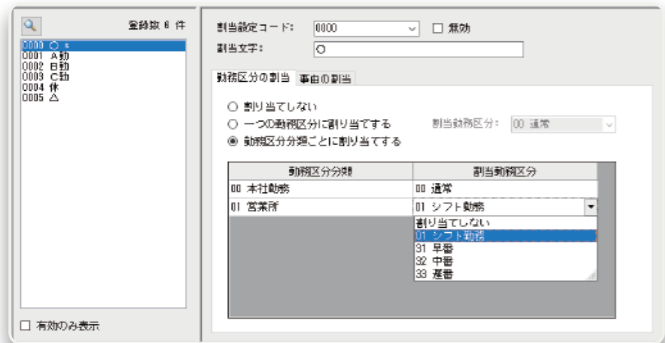 登録数 6 件
0000 〇 *
0001 A勤
0002 B勤
0003 C勤
0004 休
0005 △
有効のみ表示
割当設定コード: 0000
無効
割当文字: 〇
勤務区分の割当 事由の割当
割り当てしない
一つの勤務区分に割り当てする 割当勤務区分: 00 通常
勤務区分分類ごとに割り当てする
勤務区分分類 割当勤務区分
00 本社勤務 00 通常
01 営業所 01 シフト勤務
割り当てしない
01 シフト勤務
31 早番
32 中番
33 遅番